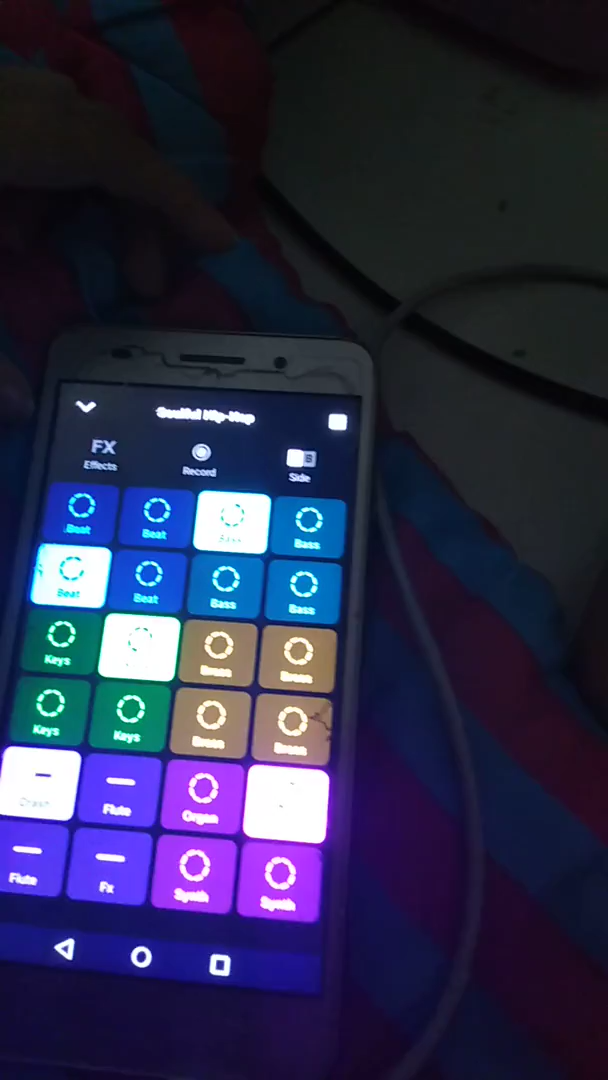 Soulful Hip-Hop
FX
Effects
Record
B
Side
Beat Beat Bass Bass
Beat Beat Bass Bass
Keys Brass Brass
Keys Keys Brass Brass
Crash Flute Organ
Flute Fx Synth Synth